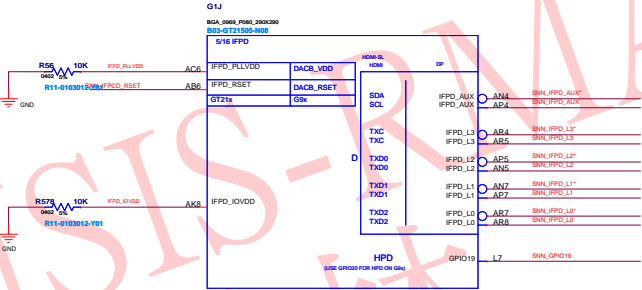 G1J
BGA_0969_P080_290X290
B03-GT21505-N08
5/16 IFPD
HDMI-SL
HDMI
DP
R56 10K
0402 5%
IFPD_PLLVDD
AC6
IFPD_PLLVDD
DACB_VDD
SNN_IFPCD_RSET
AB6
IFPD_RSET
DACB_RSET
R11-0103012-Y01
GT21x
G9x
GND
SDA
SCL
IFPD_AUX
IFPD_AUX
AN4
AP4
SNN_IFPD_AUX*
SNN_IFPD_AUX
TXC
TXC
IFPD_L3
IFPD_L3
AR4
AR5
SNN_IFPD_L3*
SNN_IFPD_L3
D
TXD0
TXD0
IFPD_L2
IFPD_L2
AP5
AN5
SNN_IFPD_L2*
SNN_IFPD_L2
TXD1
TXD1
IFPD_L1
IFPD_L1
AN7
AP7
SNN_IFPD_L1*
SNN_IFPD_L1
R578 10K
0402 5%
IFPD_IOVDD
AK8
IFPD_IOVDD
R11-0103012-Y01
GND
TXD2
TXD2
IFPD_L0
IFPD_L0
AR7
AR8
SNN_IFPD_L0*
SNN_IFPD_L0
HPD
(USE GPIO20 FOR HPD ON G9x)
GPIO19
L7
SNN_GPIO19